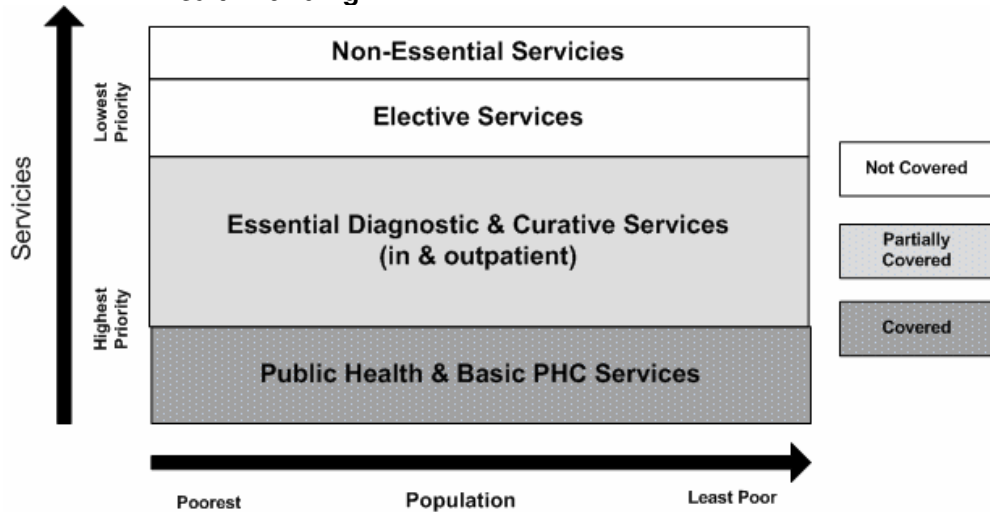 Non-Essential Servicies
Elective Services
Essential Diagnostic & Curative Services
(in & outpatient)
Public Health & Basic PHC Services
Servicies
Lowest
Priority
Highest
Priority
Not Covered
Partially
Covered
Covered
Poorest
Population
Least Poor